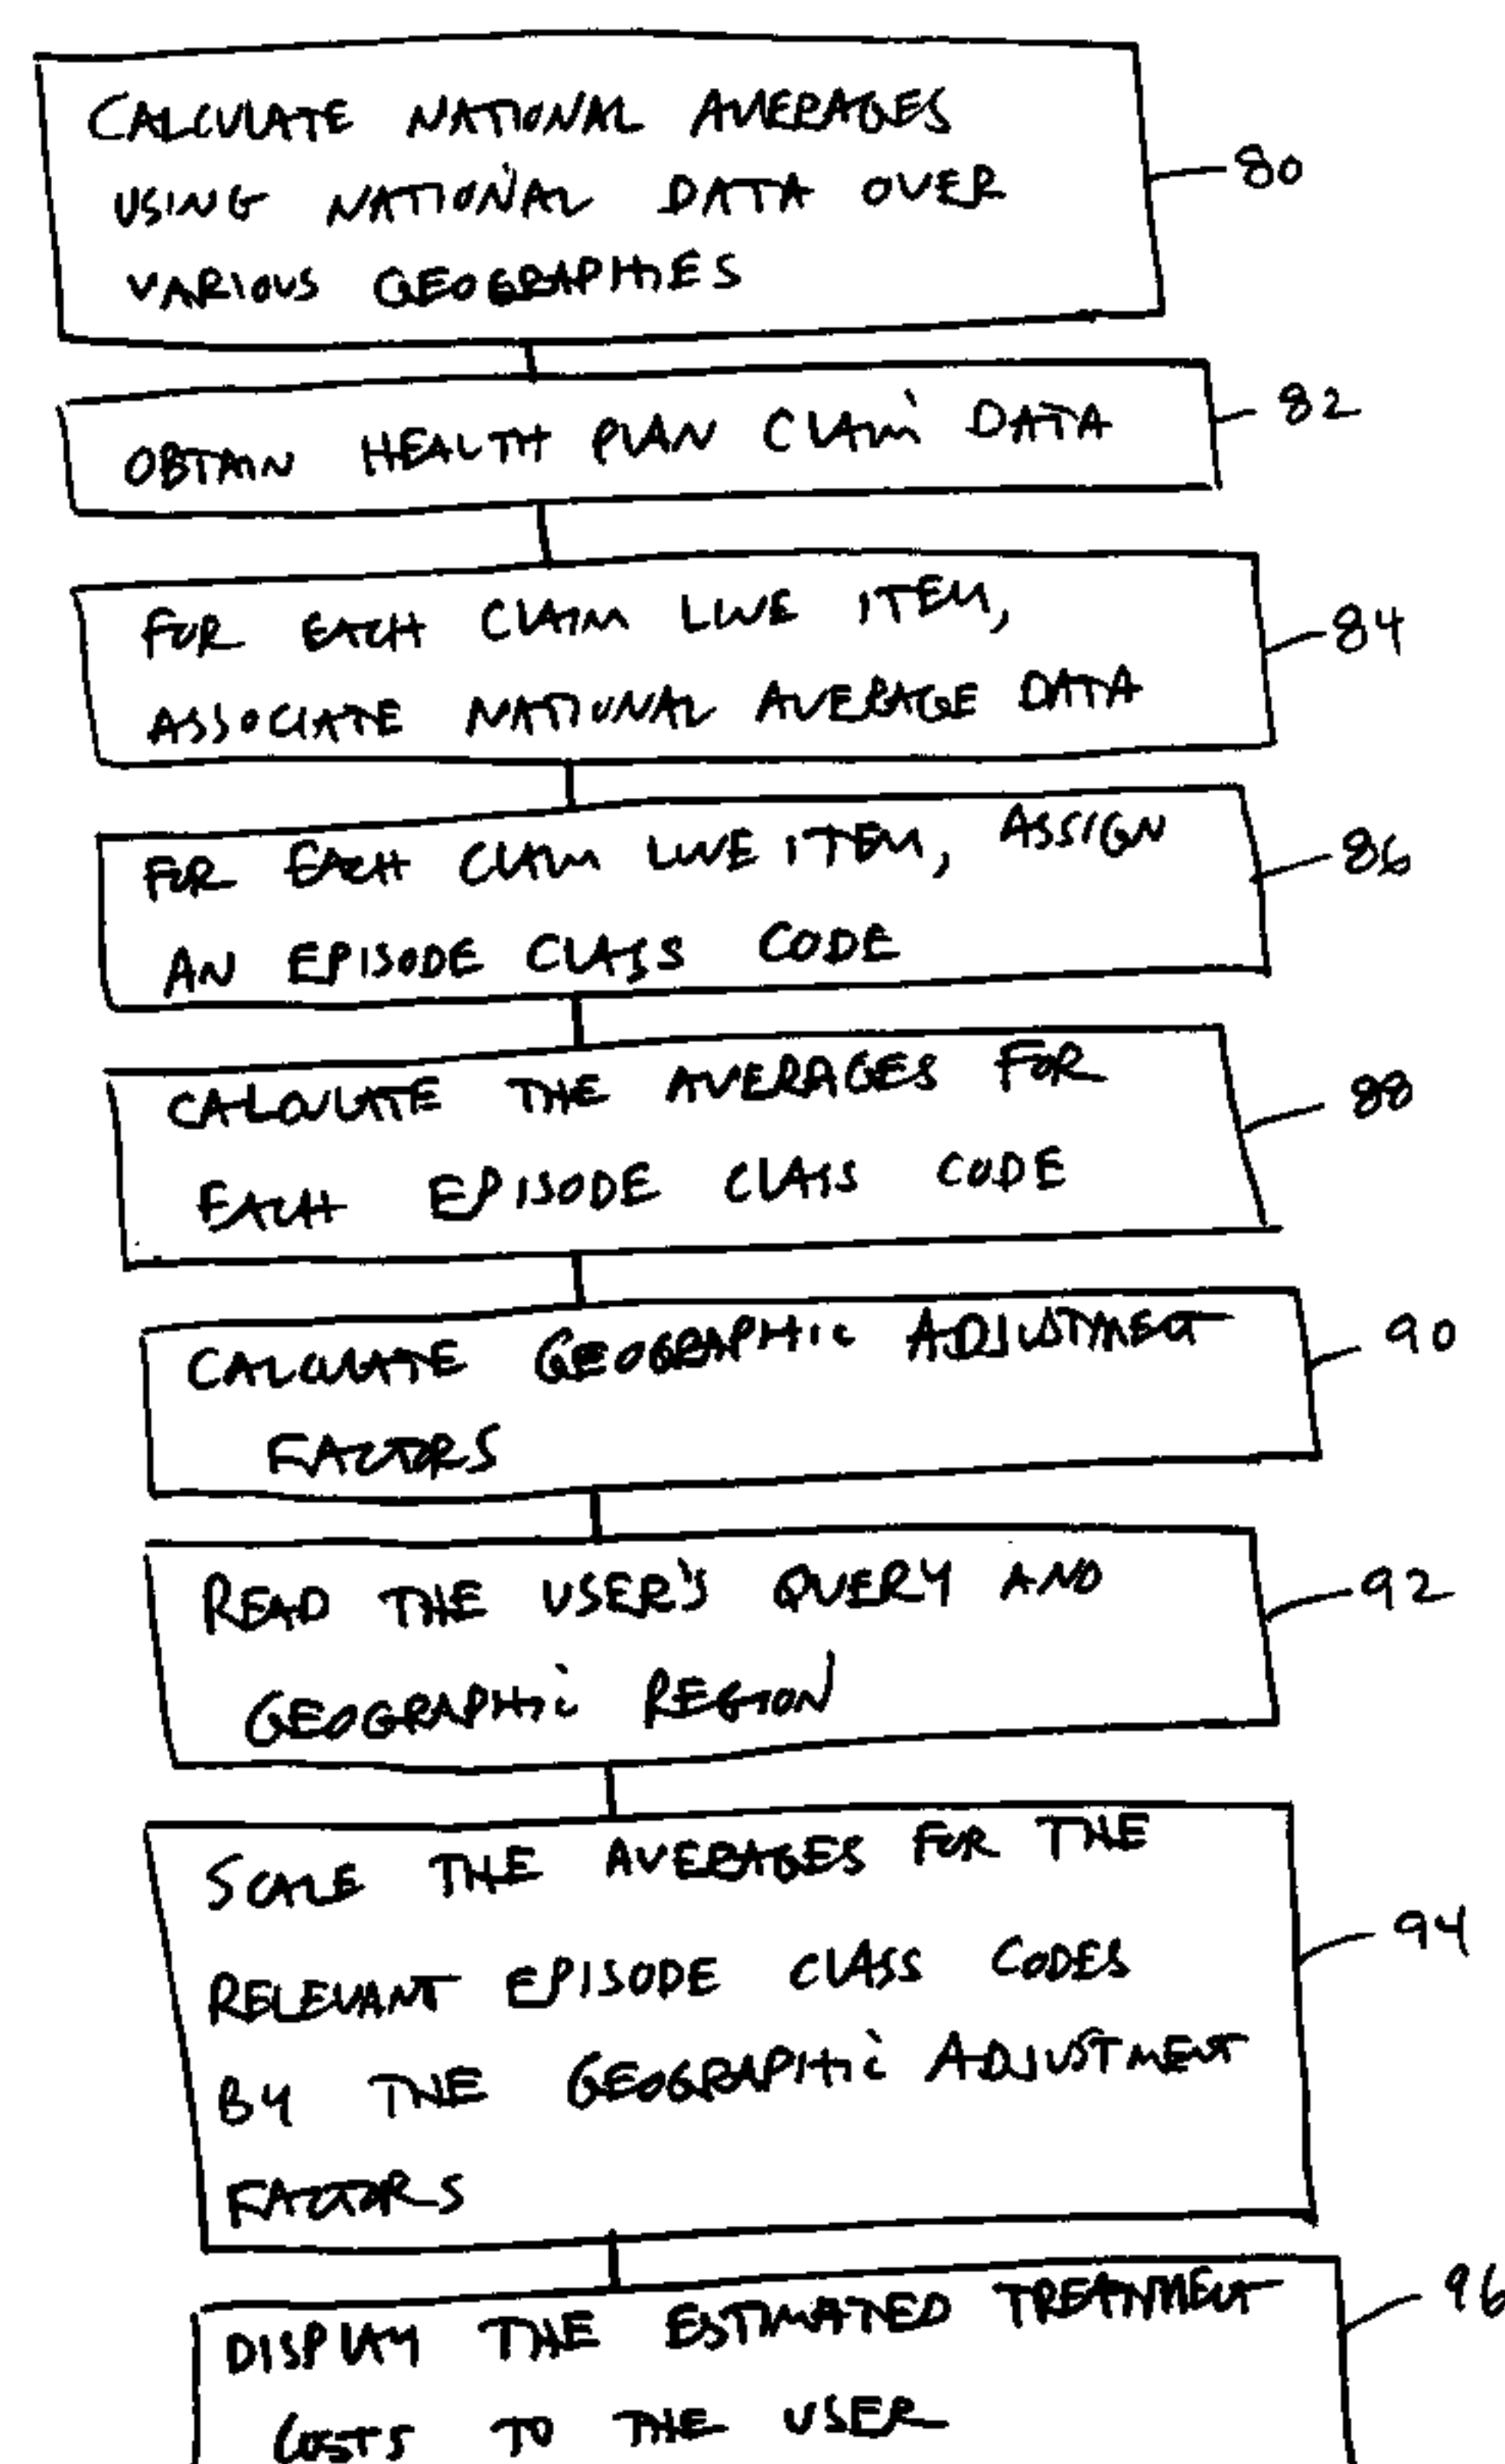 CALCULATE NATIONAL AVERAGES
USING NATIONAL DATA OVER
VARIOUS GEOGRAPHIES
80
OBTAIN HEALTH PLAN CLAIM DATA
82
FOR EACH CLAIM LINE ITEM,
ASSOCIATE NATIONAL AVERAGE DATA
84
FOR EACH CLAIM LINE ITEM, ASSIGN
AN EPISODE CLASS CODE
86
CALCULATE THE AVERAGES FOR
EACH EPISODE CLASS CODE
88
CALCULATE GEOGRAPHIC ADJUSTMENT
FACTORS
90
READ THE USER'S QUERY AND
GEOGRAPHIC REGION
92
SCALE THE AVERAGES FOR THE
RELEVANT EPISODE CLASS CODES
BY THE GEOGRAPHIC ADJUSTMENT
FACTORS
94
DISPLAY THE ESTIMATED TREATMENT
COSTS TO THE USER
96